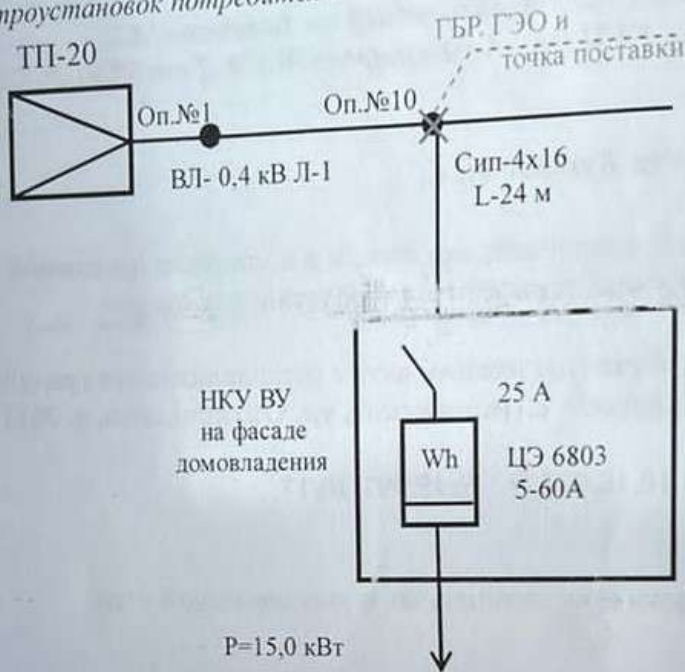 троустановок
ТП-20
ГБР, ГЭО и
точка поставки
Оп.№1
Оп.№10
ВЛ- 0,4 кВ Л-1
Сип-4х16
L-24 м
НКУ ВУ
на фасаде
домовладения
25 А
Wh
ЦЭ 6803
5-60А
P=15,0 кВт